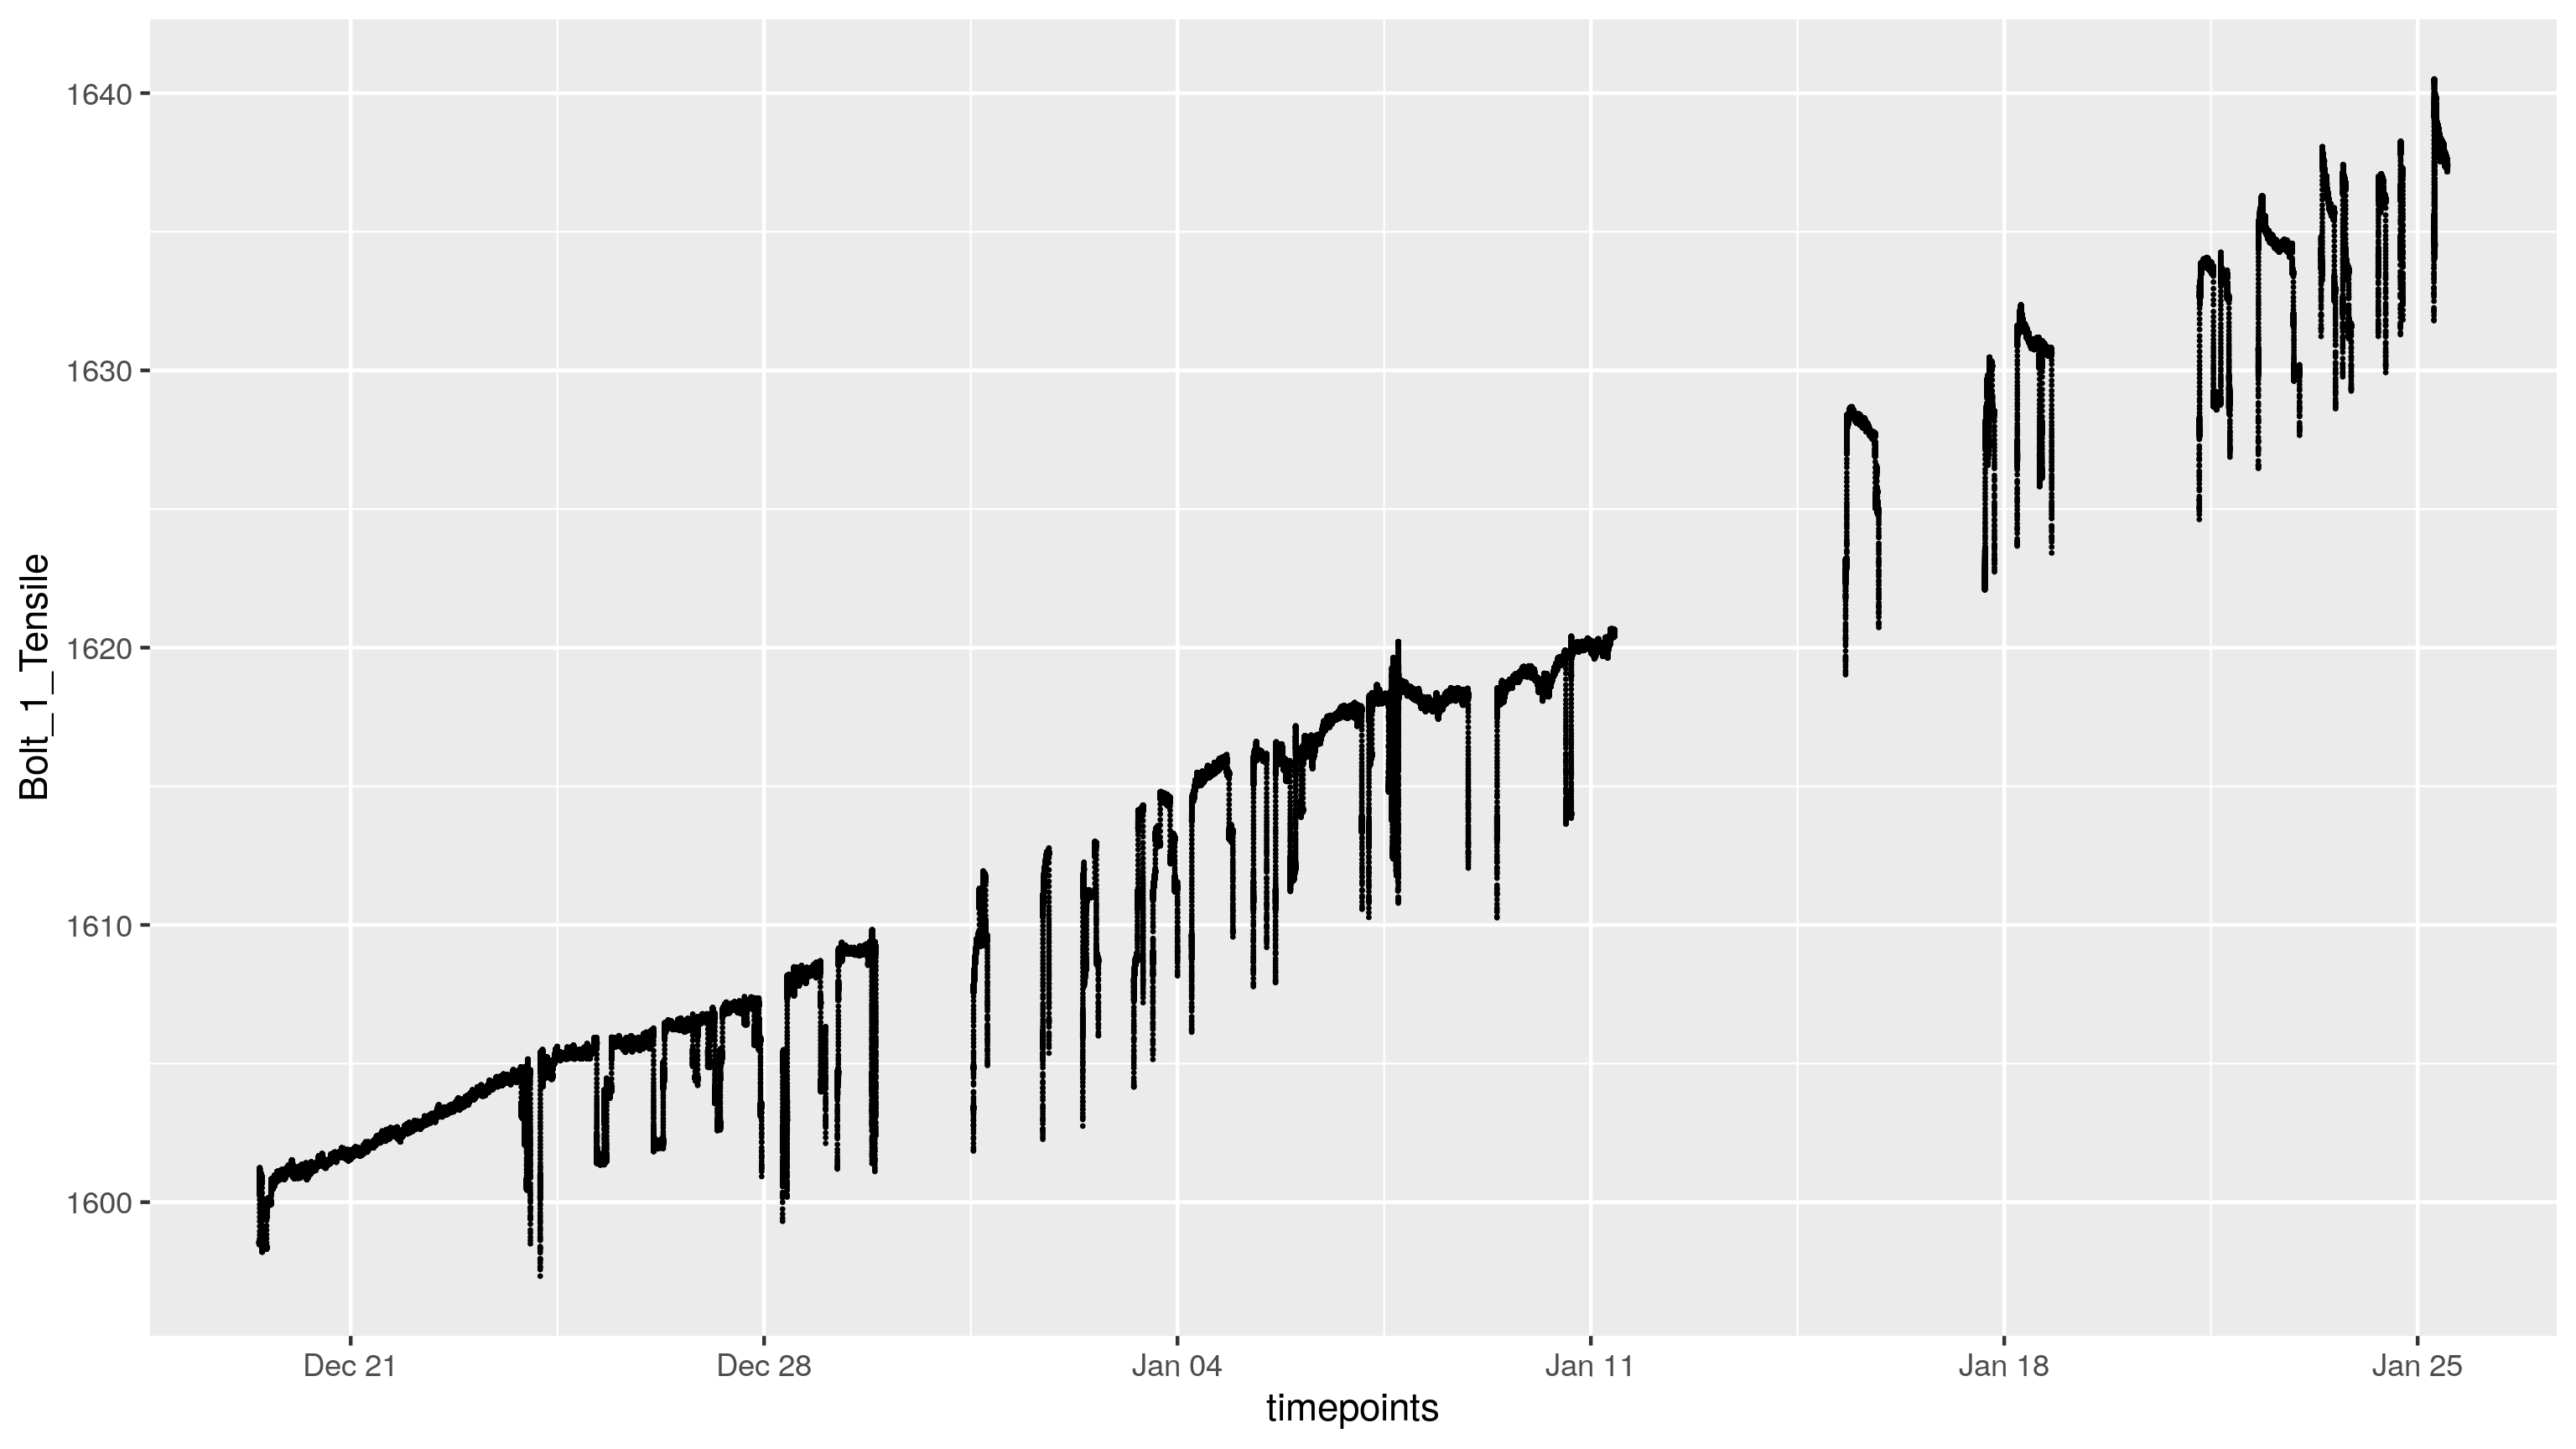 1640
1630
1620
1610
1600
Bolt_1_Tensile
Dec 21
Dec 28
Jan 04
Jan 11
Jan 18
Jan 25
timepoints